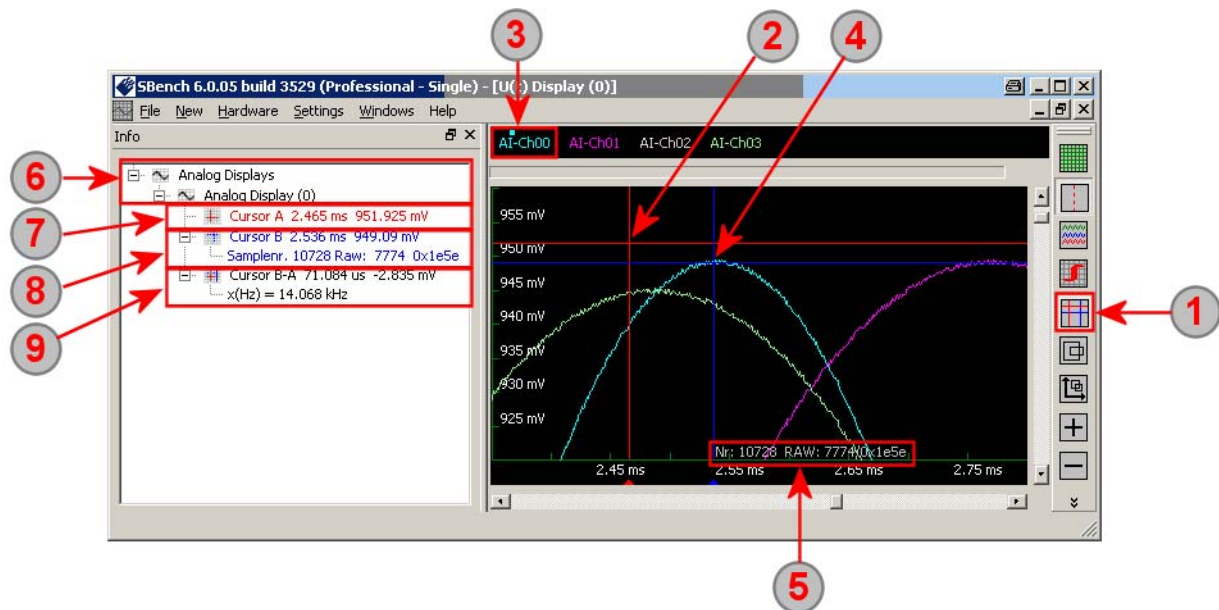 3
2
4
SBench 6.0.05 build 3529 (Professional - Single) - [U(t) Display (0)]
File New Hardware Settings Windows Help
Info
AI-Ch00 AI-Ch01 AI-Ch02 AI-Ch03
6
Analog Displays
Analog Display (0)
7
Cursor A 2.465 ms 951.925 mV
8
Cursor B 2.536 ms 949.09 mV
Samplenr. 10728 Raw: 7774 0x1e5e
9
Cursor B-A 71.084 us -2.835 mV
x(Hz) = 14.068 kHz
955 mV
950 mV
945 mV
940 mV
935 mV
930 mV
925 mV
1
Nr: 10728 RAW: 7774 0x1e5e
2.45 ms 2.55 ms 2.65 ms 2.75 ms
5